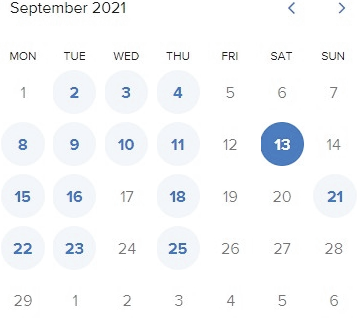 September 2021
MON TUE WED THU FRI SAT SUN
1 2 3 4 5 6 7
8 9 10 11 12 13 14
15 16 17 18 19 20 21
22 23 24 25 26 27 28
29 1 2 3 4 5 6